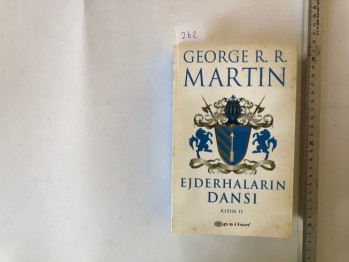 262
GEORGE R. R.
MARTIN
EJDERHALARIN
DANSI
KISIM II
epsilon